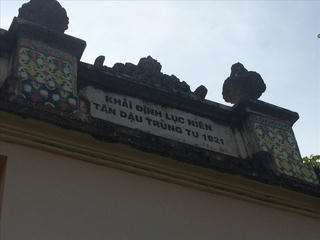 KHẢI ĐỊNH LỤC NIÊN
TÂN DẬU TRÙNG TU 1921